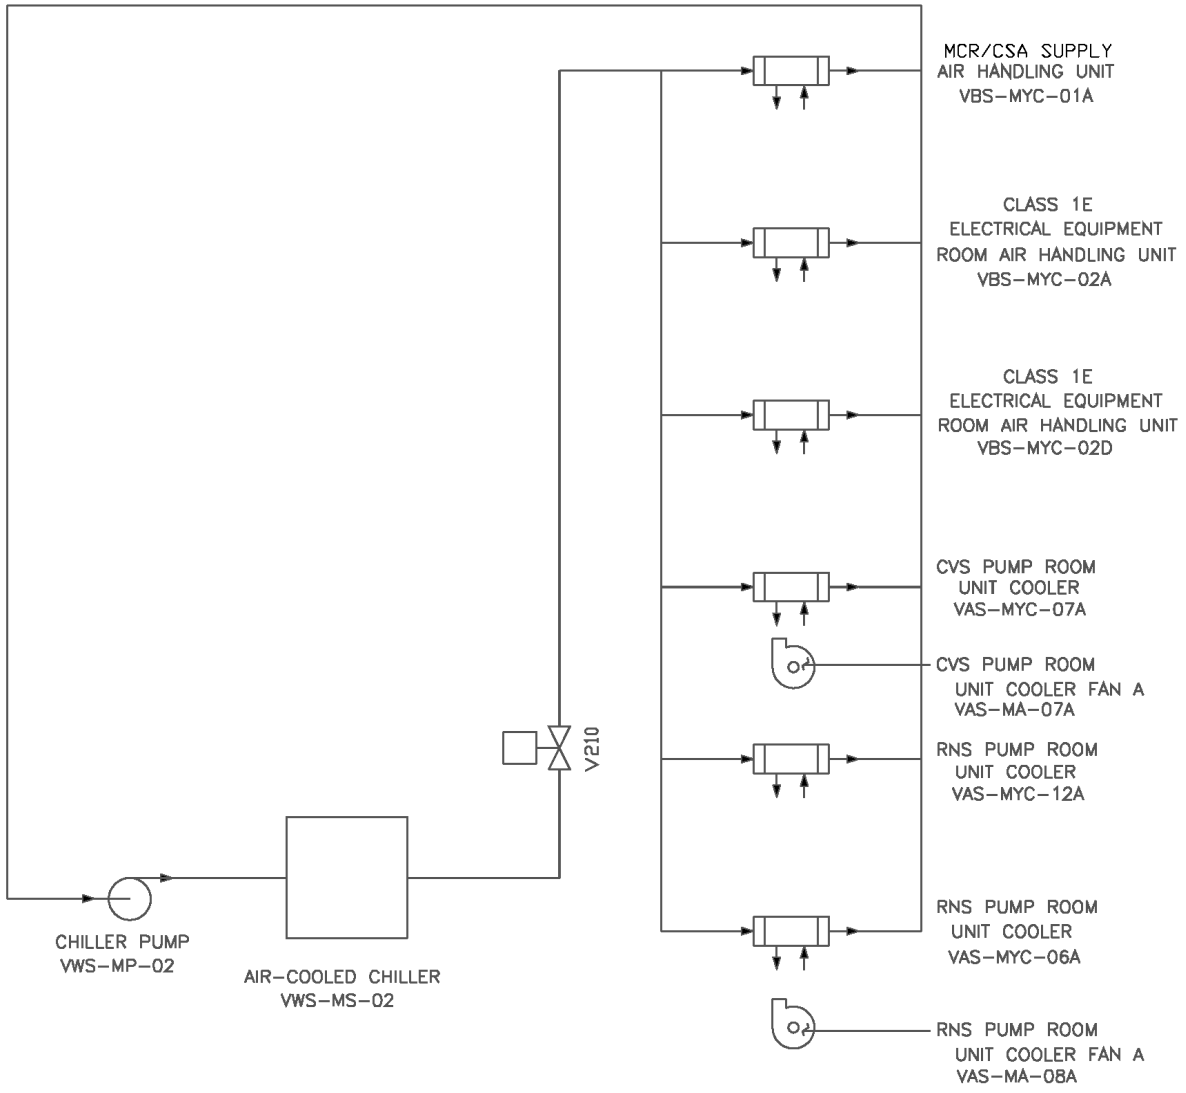 MCR/CSA SUPPLY
AIR HANDLING UNIT
VBS-MYC-01A
CLASS 1E
ELECTRICAL EQUIPMENT
ROOM AIR HANDLING UNIT
VBS-MYC-02A
CLASS 1E
ELECTRICAL EQUIPMENT
ROOM AIR HANDLING UNIT
VBS-MYC-02D
CVS PUMP ROOM
UNIT COOLER
VAS-MYC-07A
CVS PUMP ROOM
UNIT COOLER FAN A
VAS-MA-07A
V210
RNS PUMP ROOM
UNIT COOLER
VAS-MYC-12A
RNS PUMP ROOM
UNIT COOLER
VAS-MYC-06A
CHILLER PUMP
VWS-MP-02
AIR-COOLED CHILLER
VWS-MS-02
RNS PUMP ROOM
UNIT COOLER FAN A
VAS-MA-08A